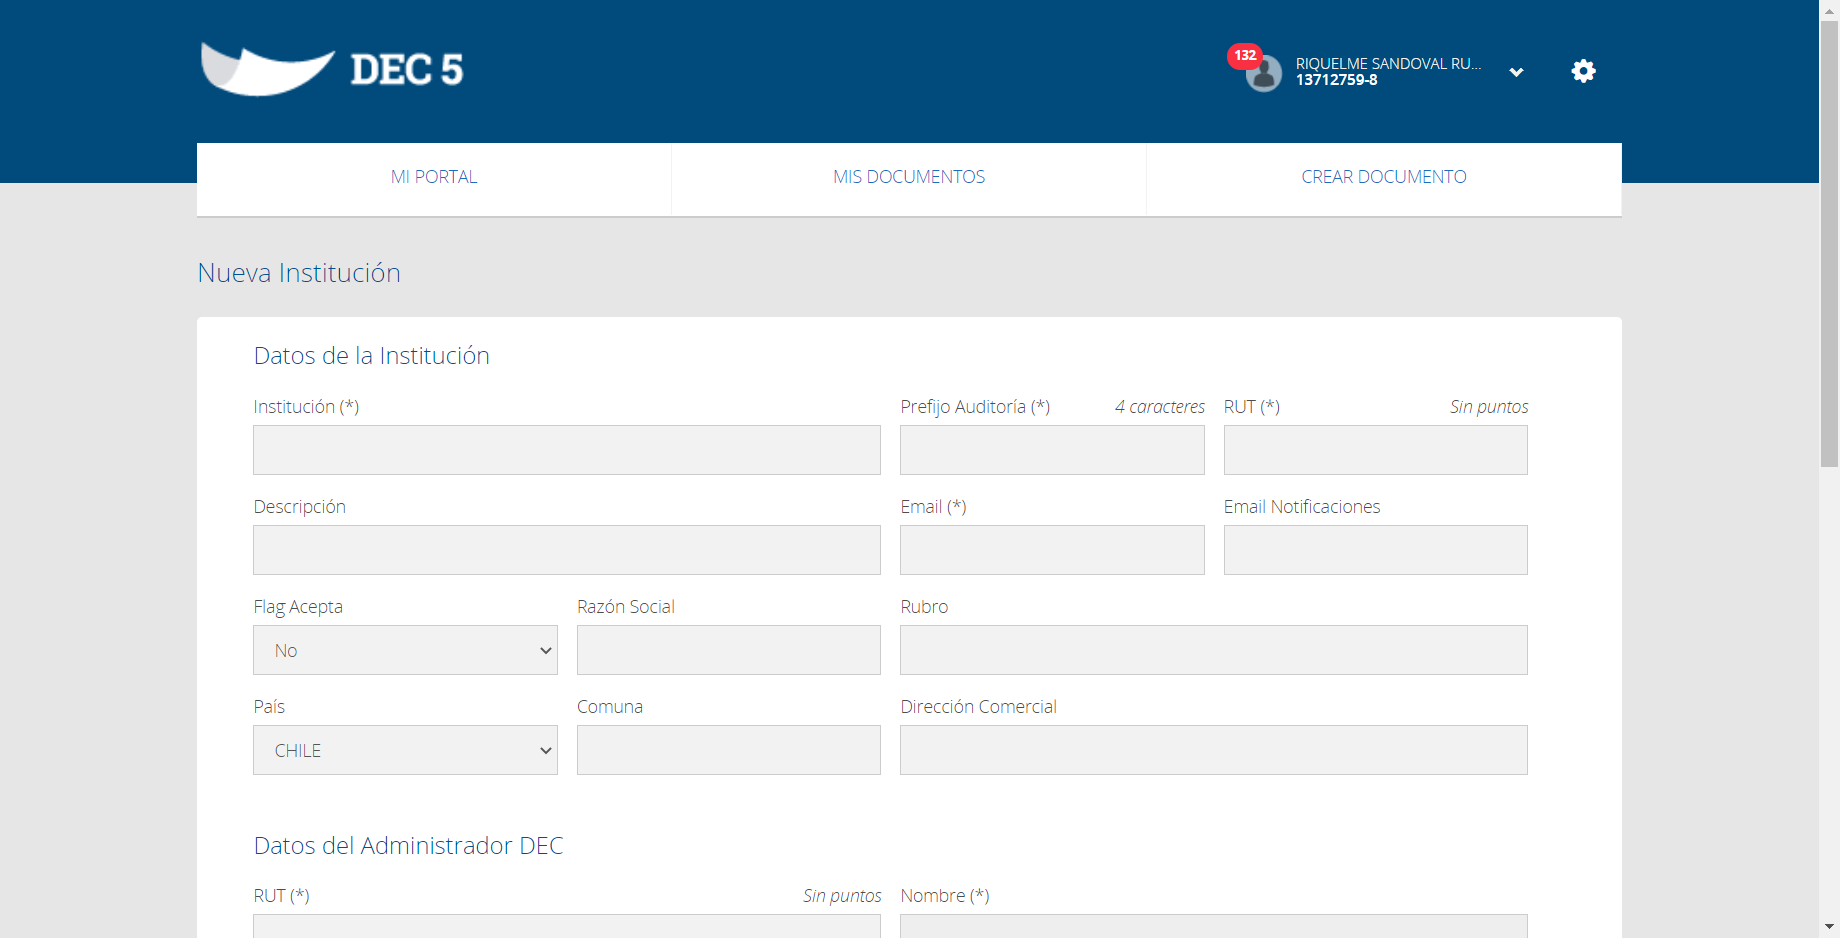 DEC 5
132
RIQUELME SANDOVAL RU...
13712759-8
MI PORTAL
MIS DOCUMENTOS
CREAR DOCUMENTO
Nueva Institución
Datos de la Institución
Institución (*)
Prefijo Auditoría (*)
4 caracteres
RUT (*)
Sin puntos
Descripción
Email (*)
Email Notificaciones
Flag Acepta
Razón Social
Rubro
No
País
Comuna
Dirección Comercial
CHILE
Datos del Administrador DEC
RUT (*)
Sin puntos
Nombre (*)